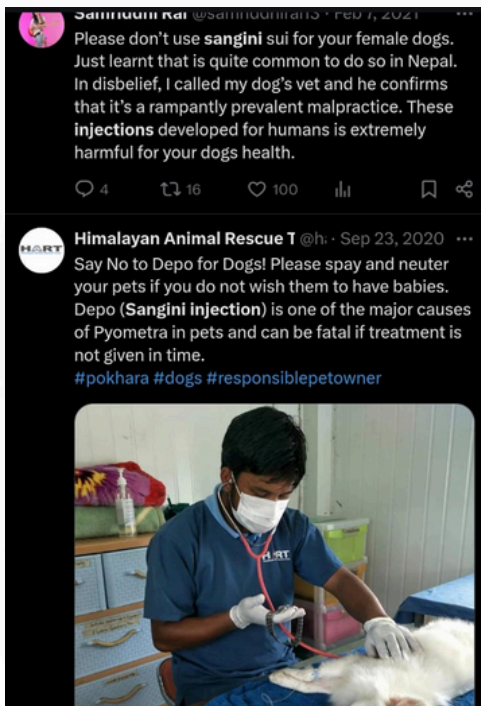 Samriddhi Rai · Feb 7, 2021
Please don't use sangini sui for your female dogs.
Just learnt that is quite common to do so in Nepal.
In disbelief, I called my dog's vet and he confirms
that it's a rampantly prevalent malpractice. These
injections developed for humans is extremely
harmful for your dogs health.
4 16 100
HART
Himalayan Animal Rescue T @h: · Sep 23, 2020
Say No to Depo for Dogs! Please spay and neuter
your pets if you do not wish them to have babies.
Depo (Sangini injection) is one of the major causes
of Pyometra in pets and can be fatal if treatment is
not given in time.
#pokhara #dogs #responsiblepetowner
HART